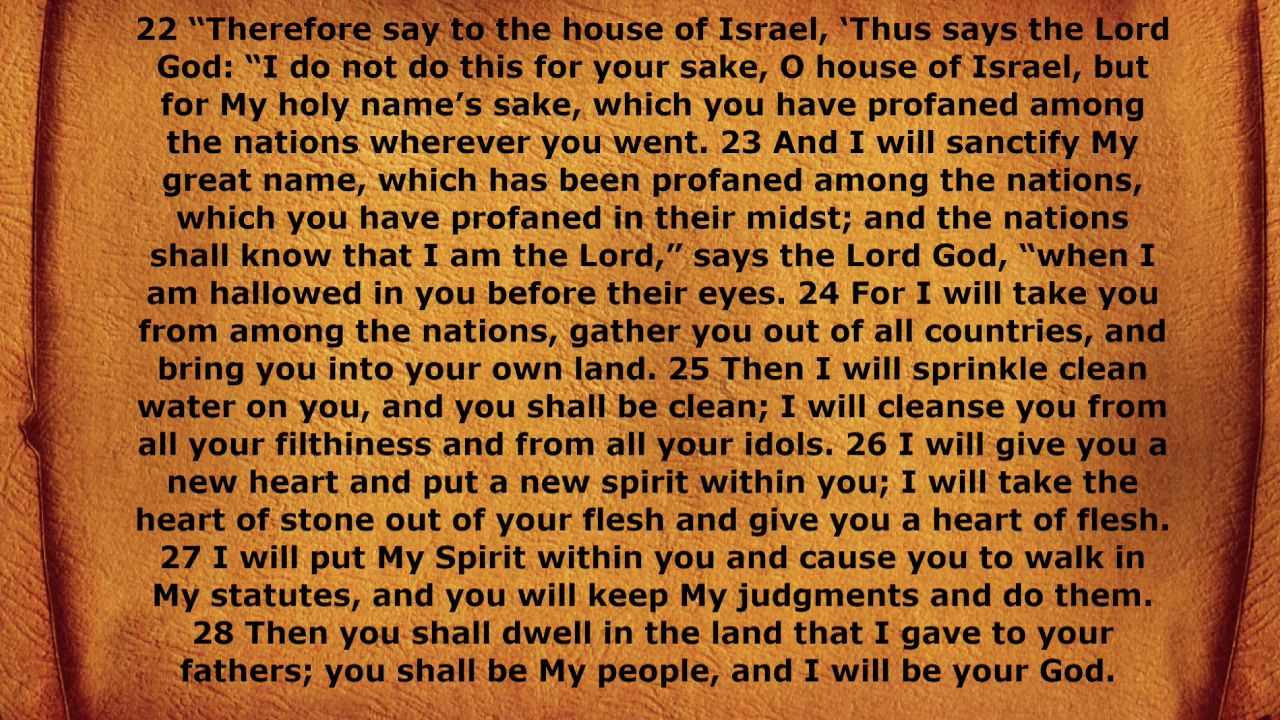 22 “Therefore say to the house of Israel, ‘Thus says the Lord
God: “I do not do this for your sake, O house of Israel, but
for My holy name’s sake, which you have profaned among
the nations wherever you went. 23 And I will sanctify My
great name, which has been profaned among the nations,
which you have profaned in their midst; and the nations
shall know that I am the Lord,” says the Lord God, “when I
am hallowed in you before their eyes. 24 For I will take you
from among the nations, gather you out of all countries, and
bring you into your own land. 25 Then I will sprinkle clean
water on you, and you shall be clean; I will cleanse you from
all your filthiness and from all your idols. 26 I will give you a
new heart and put a new spirit within you; I will take the
heart of stone out of your flesh and give you a heart of flesh.
27 I will put My Spirit within you and cause you to walk in
My statutes, and you will keep My judgments and do them.
28 Then you shall dwell in the land that I gave to your
fathers; you shall be My people, and I will be your God.